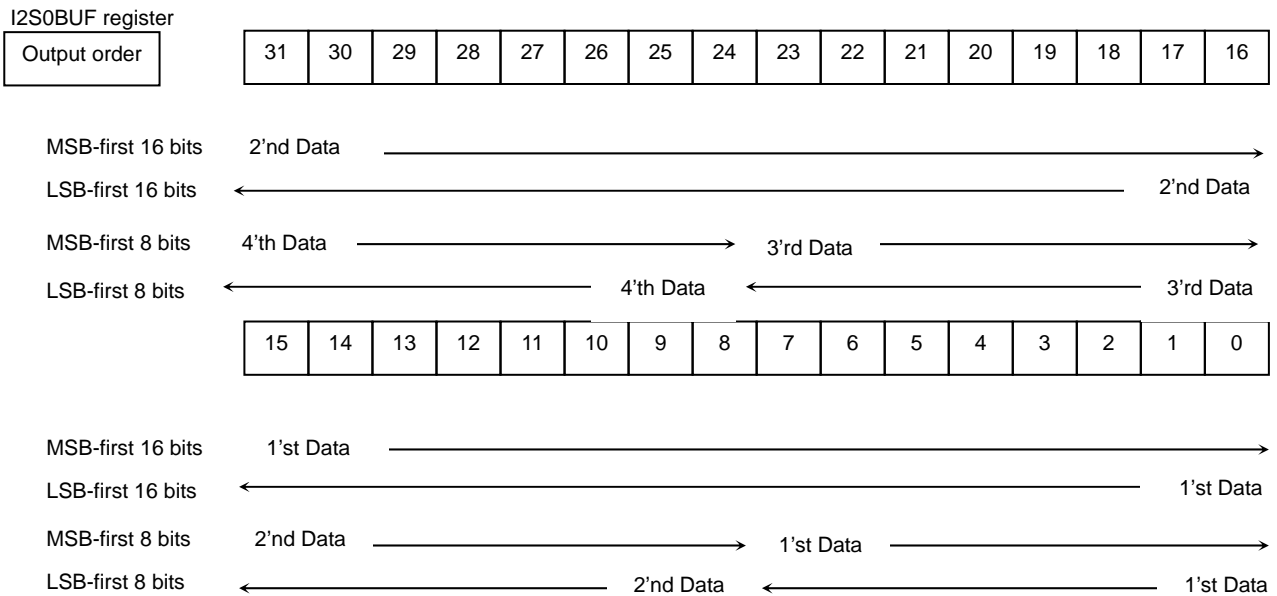 I2S0BUF register
Output order
31 30 29 28 27 26 25 24 23 22 21 20 19 18 17 16
MSB-first 16 bits 2'nd Data
LSB-first 16 bits 2'nd Data
MSB-first 8 bits 4'th Data 3'rd Data
LSB-first 8 bits 4'th Data 3'rd Data
15 14 13 12 11 10 9 8 7 6 5 4 3 2 1 0
MSB-first 16 bits 1'st Data
LSB-first 16 bits 1'st Data
MSB-first 8 bits 2'nd Data 1'st Data
LSB-first 8 bits 2'nd Data 1'st Data